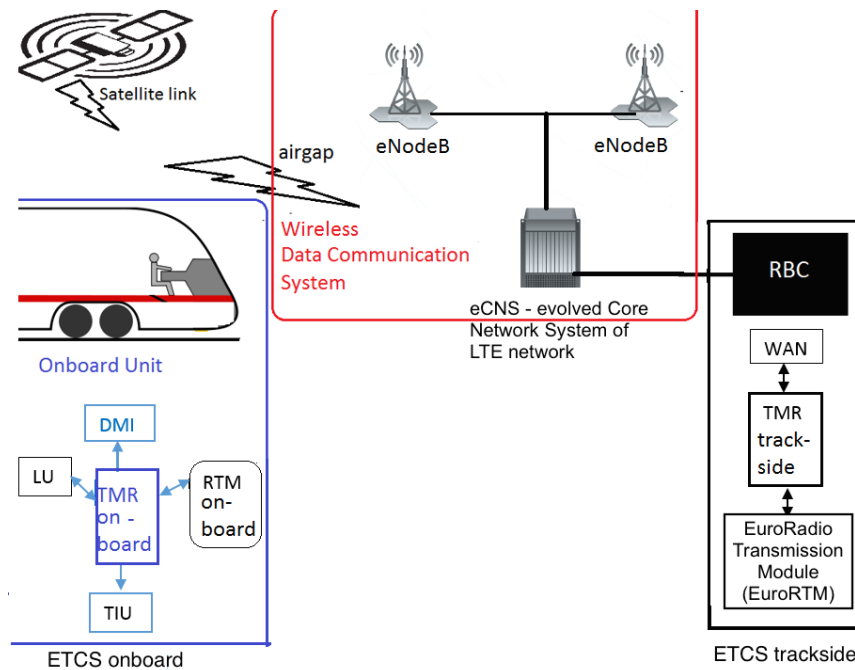 Satellite link
airgap
eNodeB
eNodeB
Wireless
Data Communication
System
eCNS - evolved Core
Network System of
LTE network
RBC
WAN
TMR
track-
side
EuroRadio
Transmission
Module
(EuroRTM)
ETCS trackside
Onboard Unit
DMI
LU
TMR
on -
board
RTM
on-
board
TIU
ETCS onboard